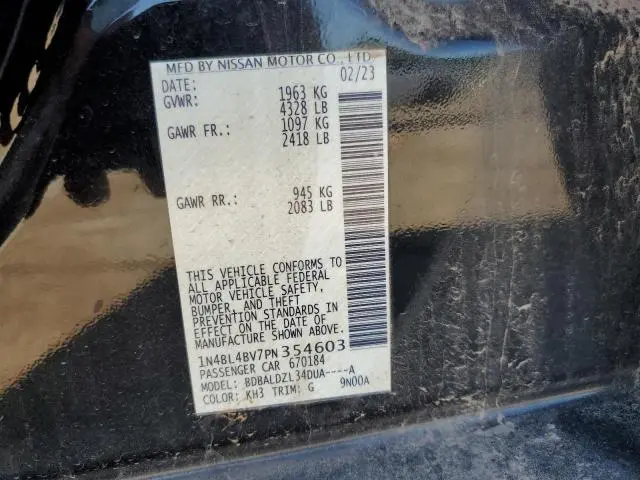 MFD BY NISSAN MOTOR CO., LTD.
DATE: 02/23
GVWR: 1963 KG
4328 LB
GAWR FR.: 1097 KG
2418 LB
GAWR RR.: 945 KG
2083 LB
THIS VEHICLE CONFORMS TO
ALL APPLICABLE FEDERAL
MOTOR VEHICLE SAFETY,
BUMPER, AND THEFT
PREVENTION STANDARDS IN
EFFECT ON THE DATE OF
MANUFACTURE SHOWN ABOVE.
1N4BL4BV7PN354603
PASSENGER CAR 670184
MODEL: BDBALDZL34DUA----A
COLOR: KH3 TRIM: G 9N00A